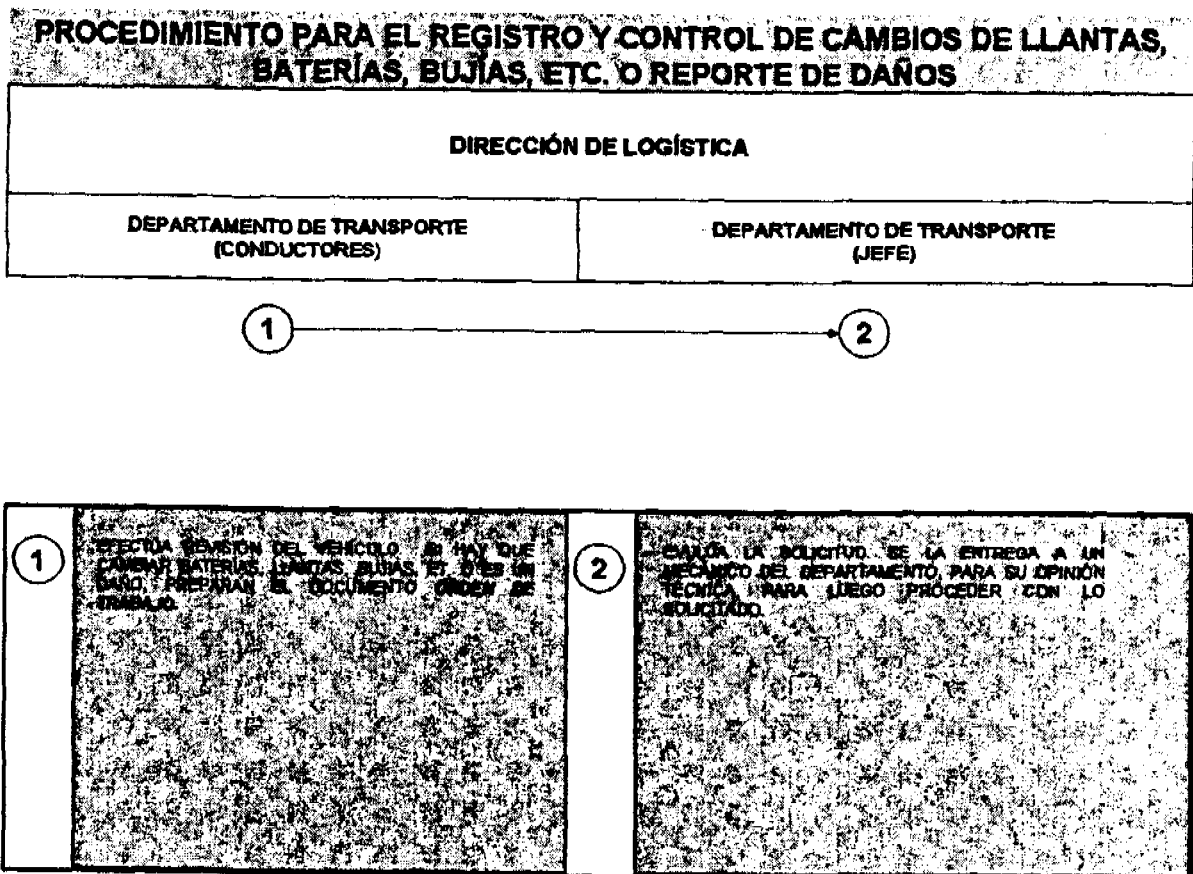 PROCEDIMIENTO PARA EL REGISTRO Y CONTROL DE CAMBIOS DE LLANTAS,
BATERÍAS, BUJÍAS, ETC. O REPORTE DE DAÑOS
DIRECCIÓN DE LOGÍSTICA
DEPARTAMENTO DE TRANSPORTE
(CONDUCTORES)
DEPARTAMENTO DE TRANSPORTE
(JEFE)
1
2
1
EFECTÚA REVISIÓN DEL VEHÍCULO. SI HAY QUE
CAMBIAR BATERÍAS, LLANTAS, BUJIAS, ET. O ES UN
DAÑO, PREPARAN EL DOCUMENTO ORDEN DE
TRABAJO.
2
EVALÚA LA SOLICITUD. SE LA ENTREGA A UN
MECÁNICO DEL DEPARTAMENTO, PARA SU OPINIÓN
TÉCNICA, PARA LUEGO PROCEDER CON LO
SOLICITADO.